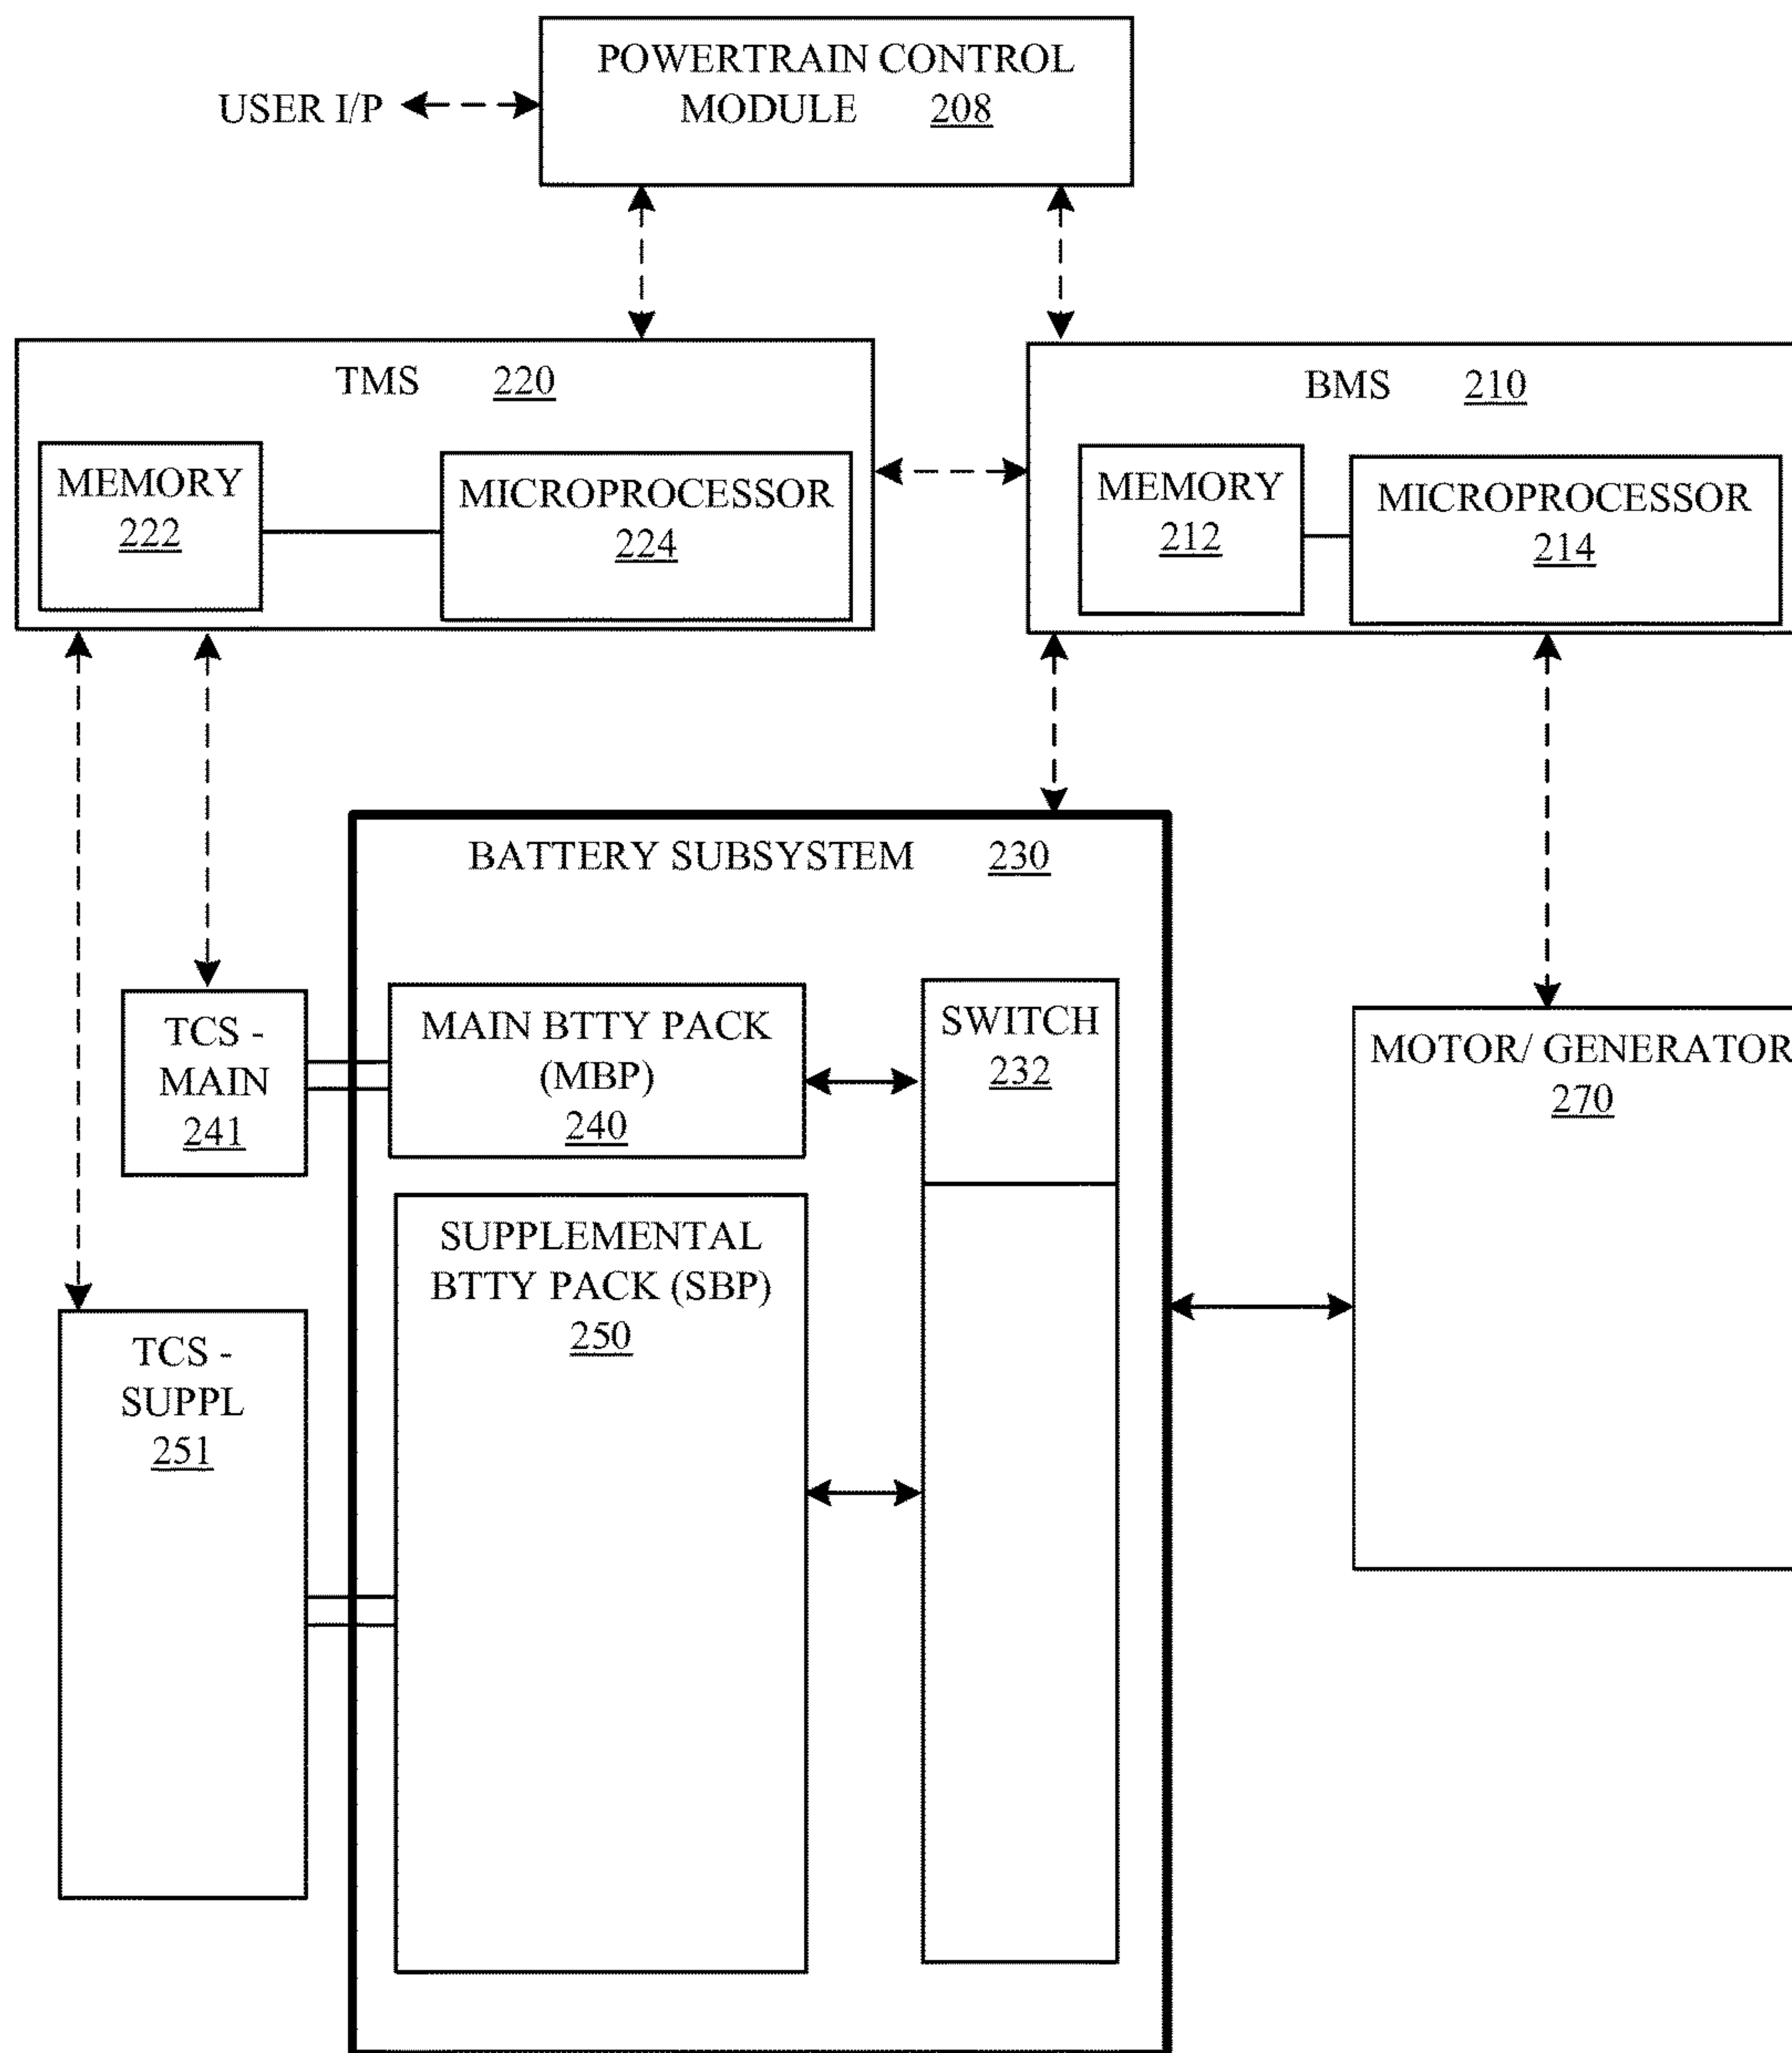 POWERTRAIN CONTROL
MODULE 208
USER I/P
TMS 220
MEMORY
222
MICROPROCESSOR
224
BMS 210
MEMORY
212
MICROPROCESSOR
214
BATTERY SUBSYSTEM 230
TCS -
MAIN
241
MAIN BTTY PACK
(MBP)
240
SWITCH
232
MOTOR/ GENERATOR
270
SUPPLEMENTAL
BTTY PACK (SBP)
250
TCS -
SUPPL
251